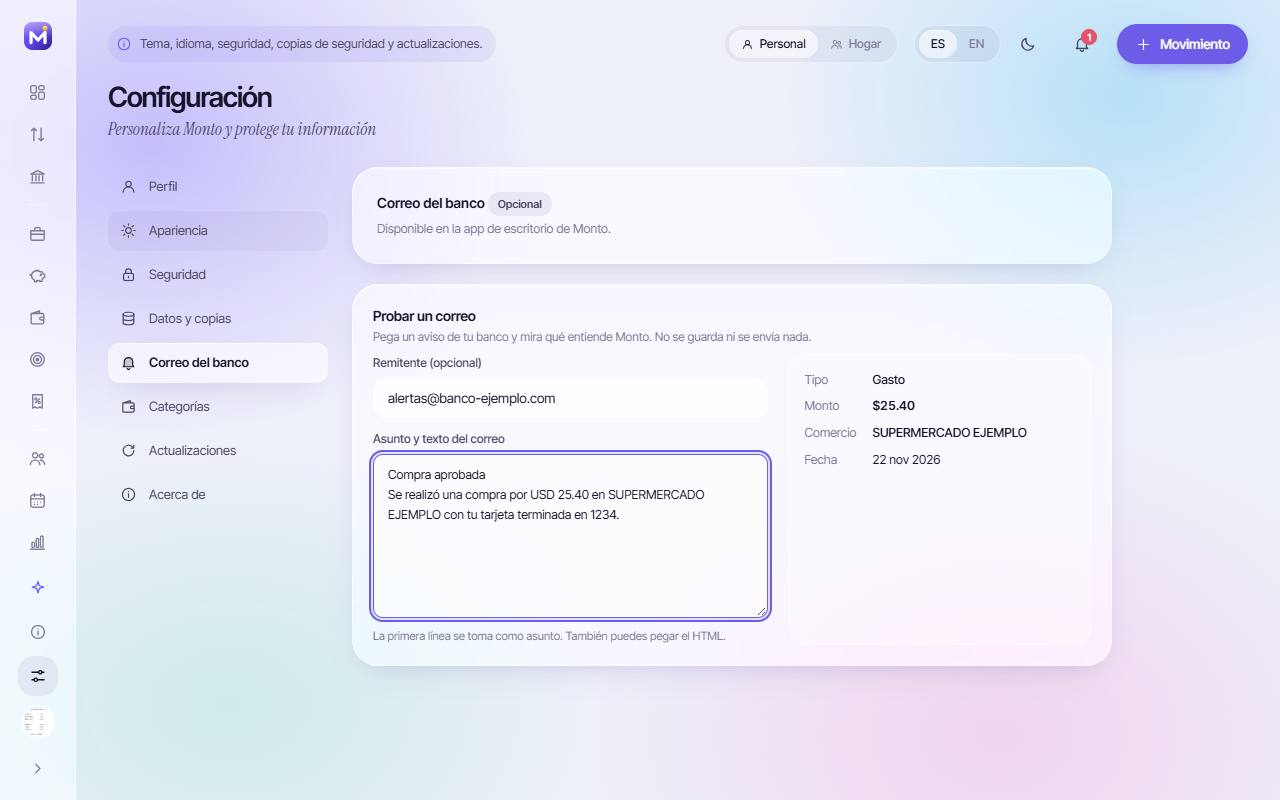 M
Tema, idioma, seguridad, copias de seguridad y actualizaciones.
Personal
Hogar
ES
EN
1
Movimiento
Configuración
Personaliza Monto y protege tu información
Perfil
Apariencia
Seguridad
Datos y copias
Correo del banco
Categorías
Actualizaciones
Acerca de
Correo del banco Opcional
Disponible en la app de escritorio de Monto.
Probar un correo
Pega un aviso de tu banco y mira qué entiende Monto. No se guarda ni se envía nada.
Remitente (opcional)
alertas@banco-ejemplo.com
Asunto y texto del correo
Compra aprobada
Se realizó una compra por USD 25.40 en SUPERMERCADO
EJEMPLO con tu tarjeta terminada en 1234.
La primera línea se toma como asunto. También puedes pegar el HTML.
Tipo Gasto
Monto $25.40
Comercio SUPERMERCADO EJEMPLO
Fecha 22 nov 2026